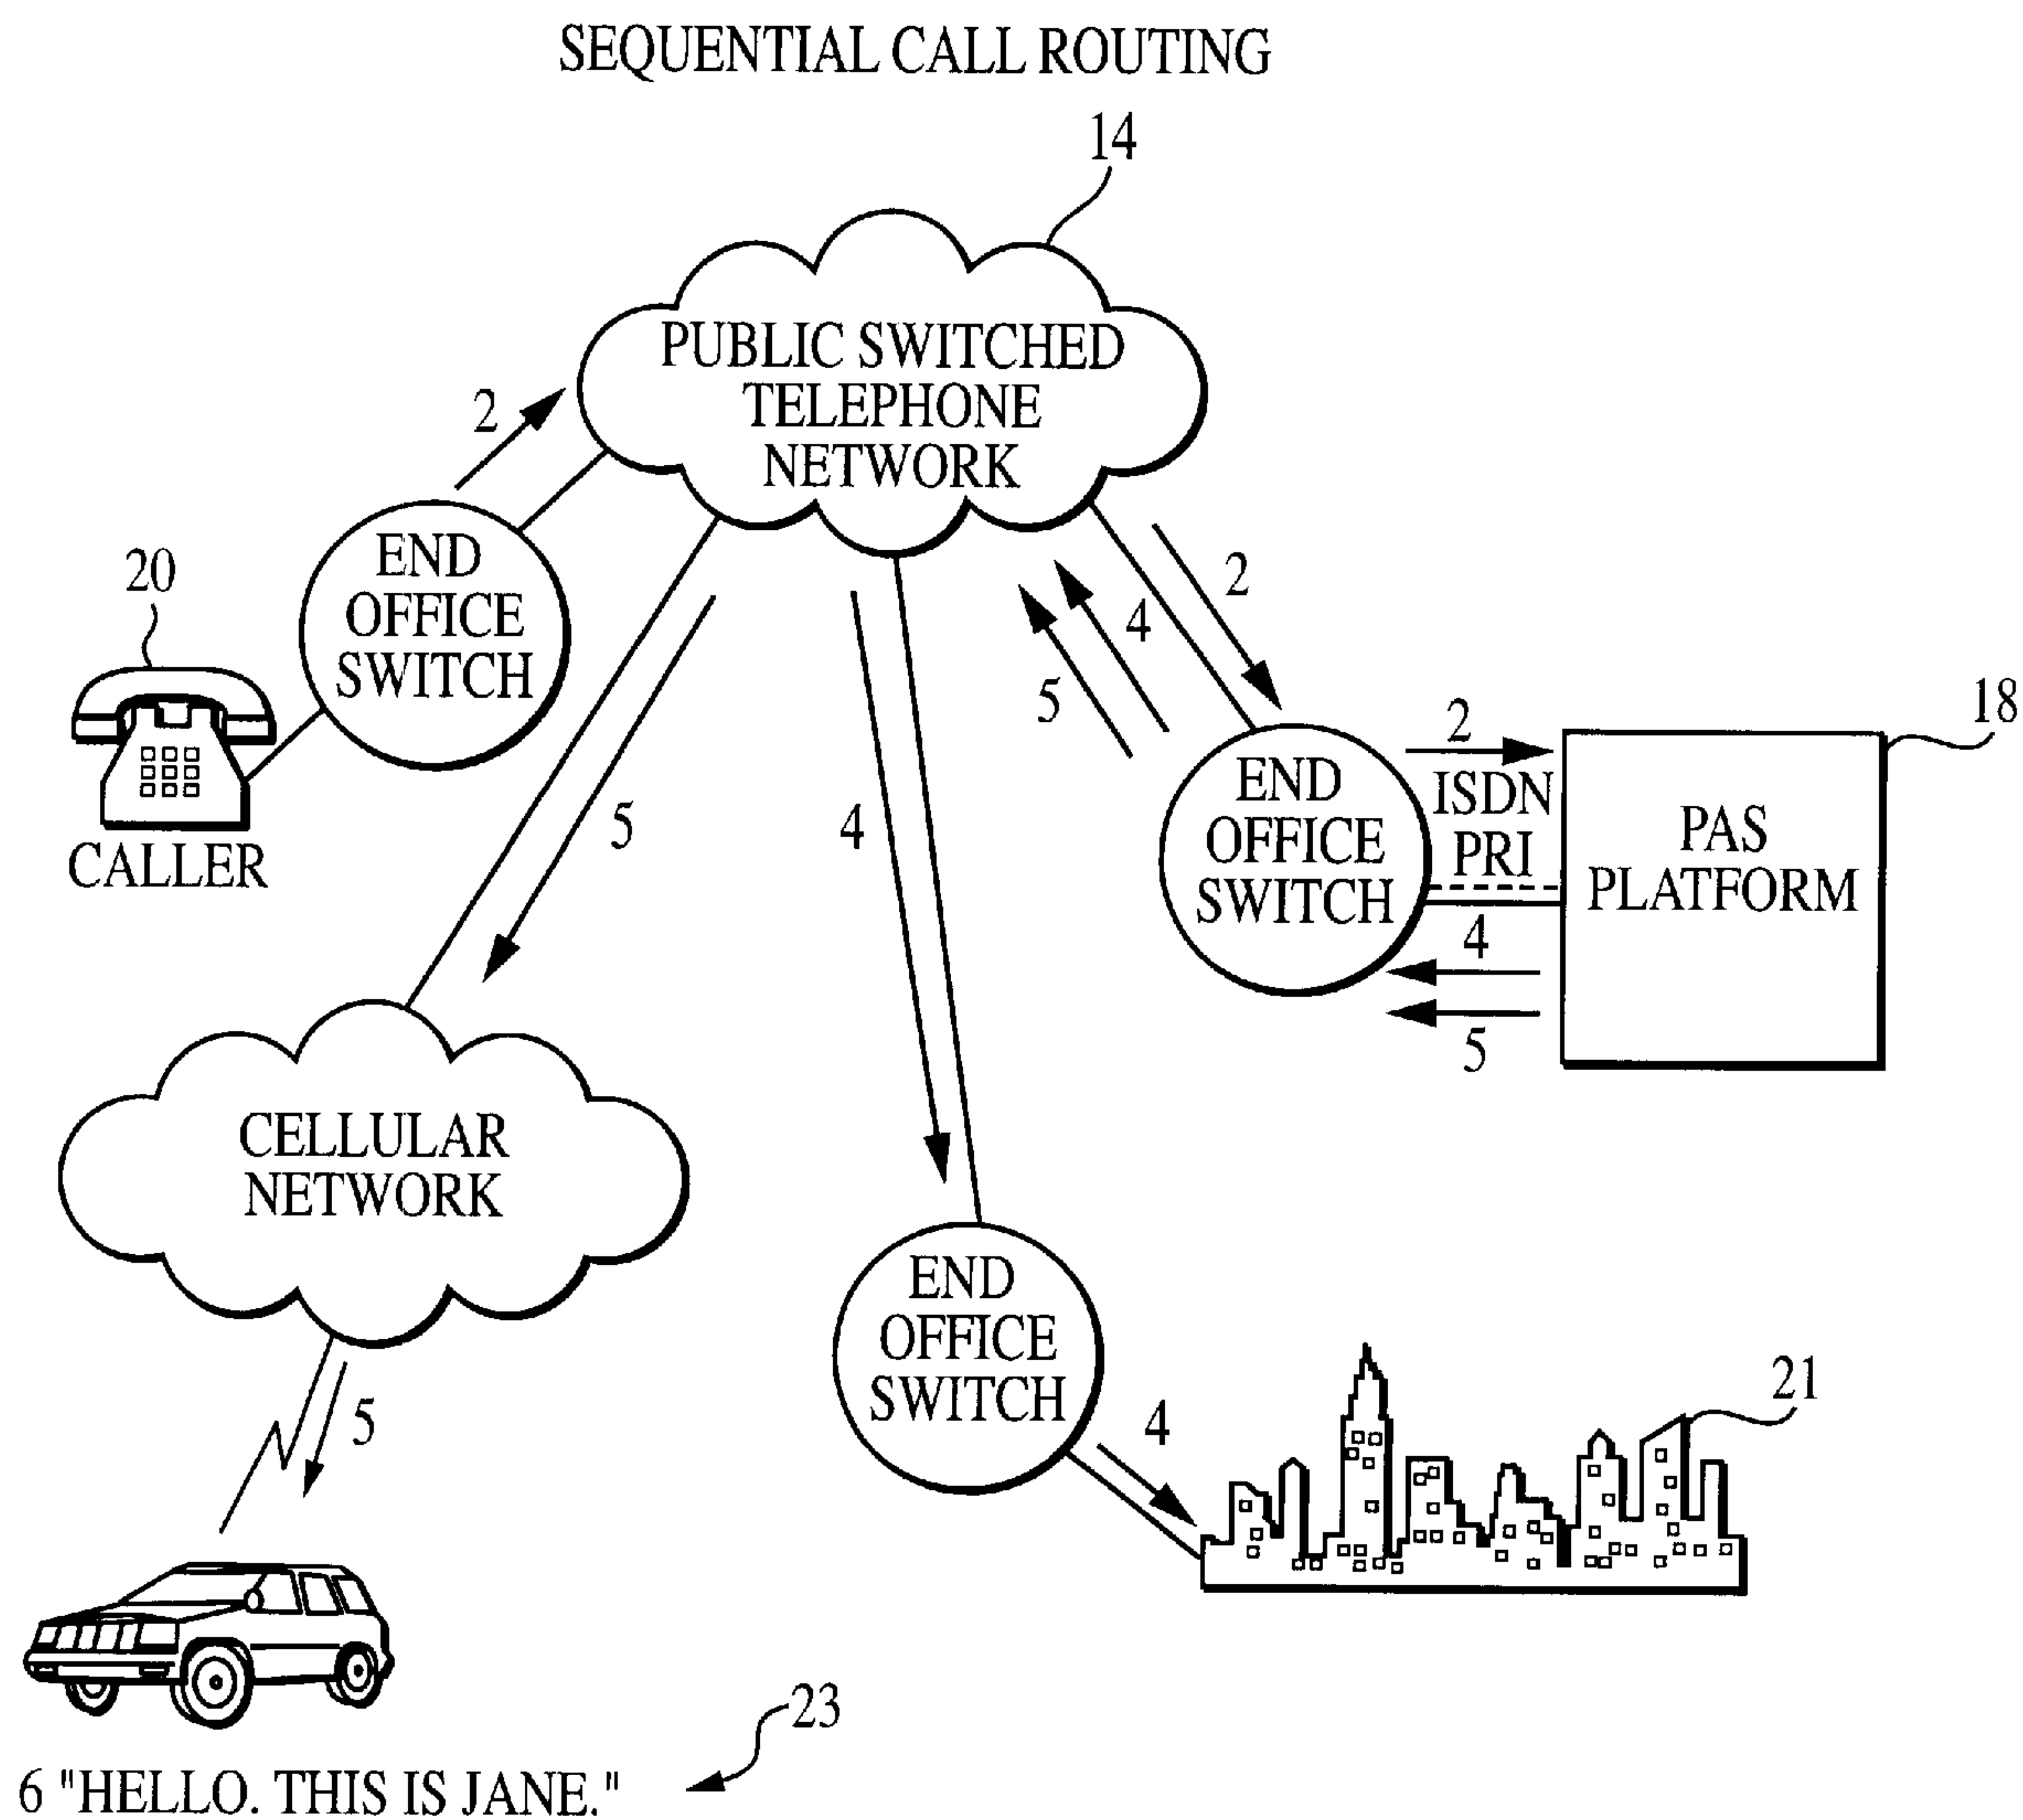 SEQUENTIAL CALL ROUTING
14
PUBLIC SWITCHED
TELEPHONE
NETWORK
2
END
OFFICE
SWITCH
20
CALLER
2
4
5
18
2
ISDN
PRI
END
OFFICE
SWITCH
PAS
PLATFORM
4
5
5
4
CELLULAR
NETWORK
END
OFFICE
SWITCH
5
4
21
23
6 "HELLO. THIS IS JANE."